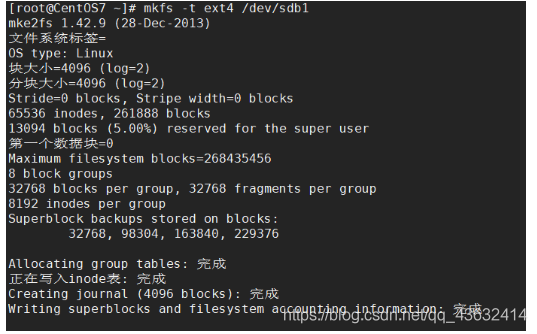 [root@CentOS7 ~]# mkfs -t ext4 /dev/sdb1
mke2fs 1.42.9 (28-Dec-2013)
文件系统标签=
OS type: Linux
块大小=4096 (log=2)
分块大小=4096 (log=2)
Stride=0 blocks, Stripe width=0 blocks
65536 inodes, 261888 blocks
13094 blocks (5.00%) reserved for the super user
第一个数据块=0
Maximum filesystem blocks=268435456
8 block groups
32768 blocks per group, 32768 fragments per group
8192 inodes per group
Superblock backups stored on blocks:
32768, 98304, 163840, 229376
Allocating group tables: 完成
正在写入inode表: 完成
Creating journal (4096 blocks): 完成
Writing superblocks and filesystem accounting information: 完成
https://blog.csdn.net/qq_43632414